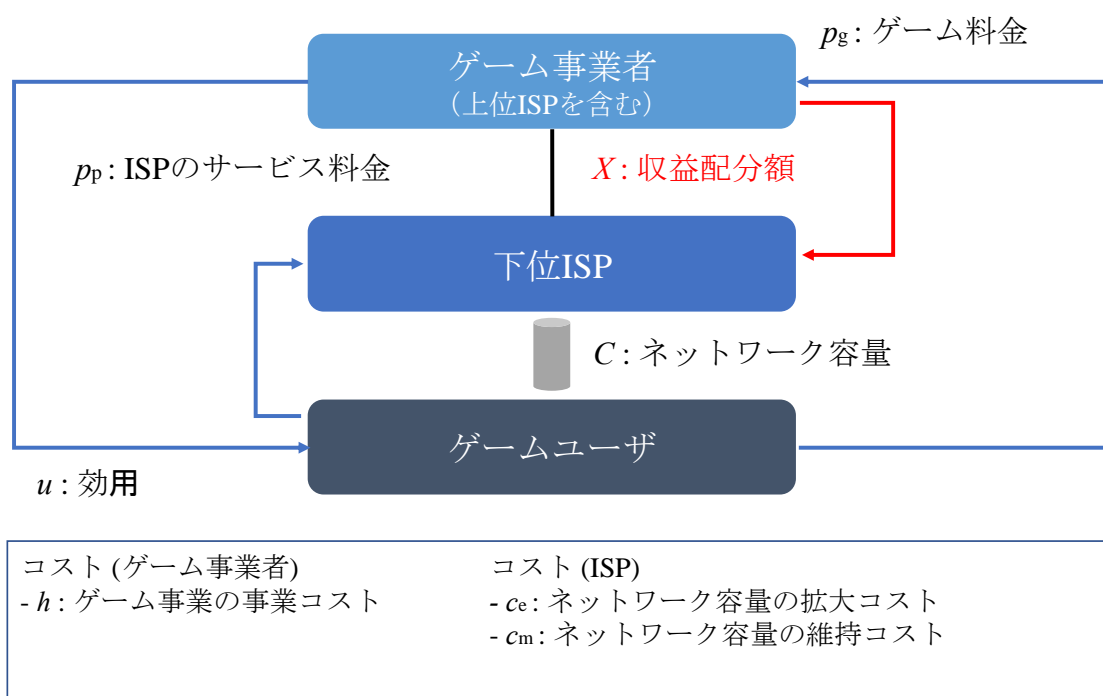 pg : ゲーム料金
ゲーム事業者
（上位ISPを含む）
pp : ISPのサービス料金
X : 収益配分額
下位ISP
C : ネットワーク容量
ゲームユーザ
u : 効用
コスト (ゲーム事業者)
- h : ゲーム事業の事業コスト
コスト (ISP)
- ce : ネットワーク容量の拡大コスト
- cm : ネットワーク容量の維持コスト